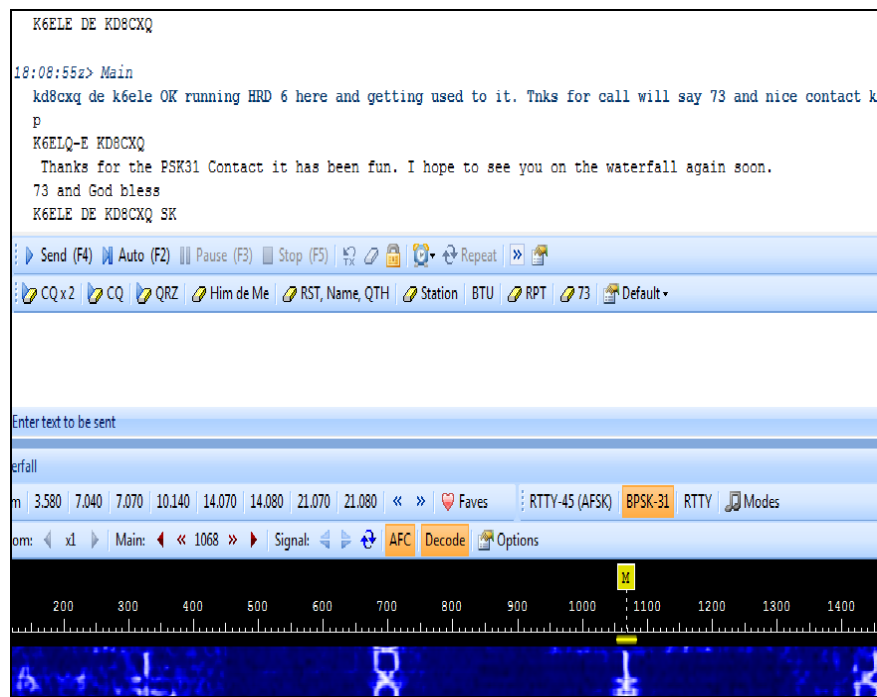 K6ELE DE KD8CXQ
18:08:55z> Main
kd8cxq de k6ele OK running HRD 6 here and getting used to it. Tnks for call will say 73 and nice contact k
p
K6ELQ-E KD8CXQ
Thanks for the PSK31 Contact it has been fun. I hope to see you on the waterfall again soon.
73 and God bless
K6ELE DE KD8CXQ SK
Send (F4) Auto (F2) Pause (F3) Stop (F5) TX Repeat »
CQ x 2 CQ QRZ Him de Me RST, Name, QTH Station BTU RPT 73 Default
Enter text to be sent
erfall
m 3.580 7.040 7.070 10.140 14.070 14.080 21.070 21.080 « » Faves RTTY-45 (AFSK) BPSK-31 RTTY Modes
om: x1 Main: « 1068 » Signal: AFC Decode Options
M
200 300 400 500 600 700 800 900 1000 1100 1200 1300 1400